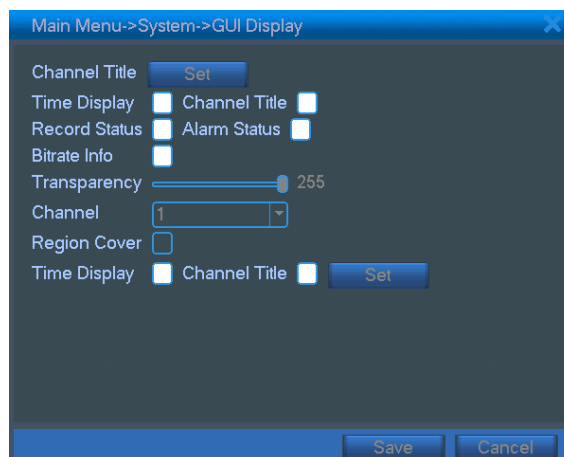 Main Menu->System->GUI Display
Channel Title Set
Time Display Channel Title
Record Status Alarm Status
Bitrate Info
Transparency 255
Channel 1
Region Cover
Time Display Channel Title Set
Save Cancel